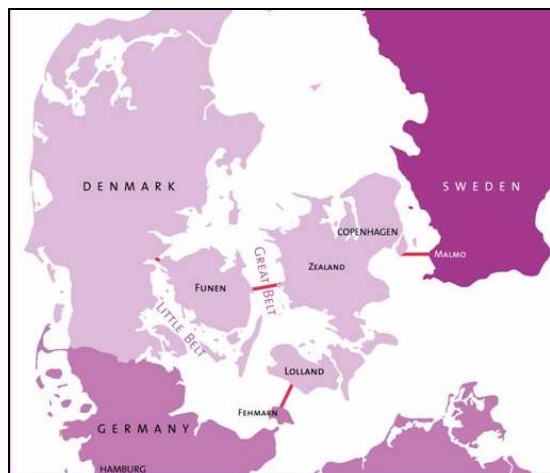 DENMARK
SWEDEN
COPENHAGEN
MALMO
GREAT BELT
ZEALAND
FUNEN
LITTLE BELT
LOLLAND
FEHMARN
GERMANY
HAMBURG